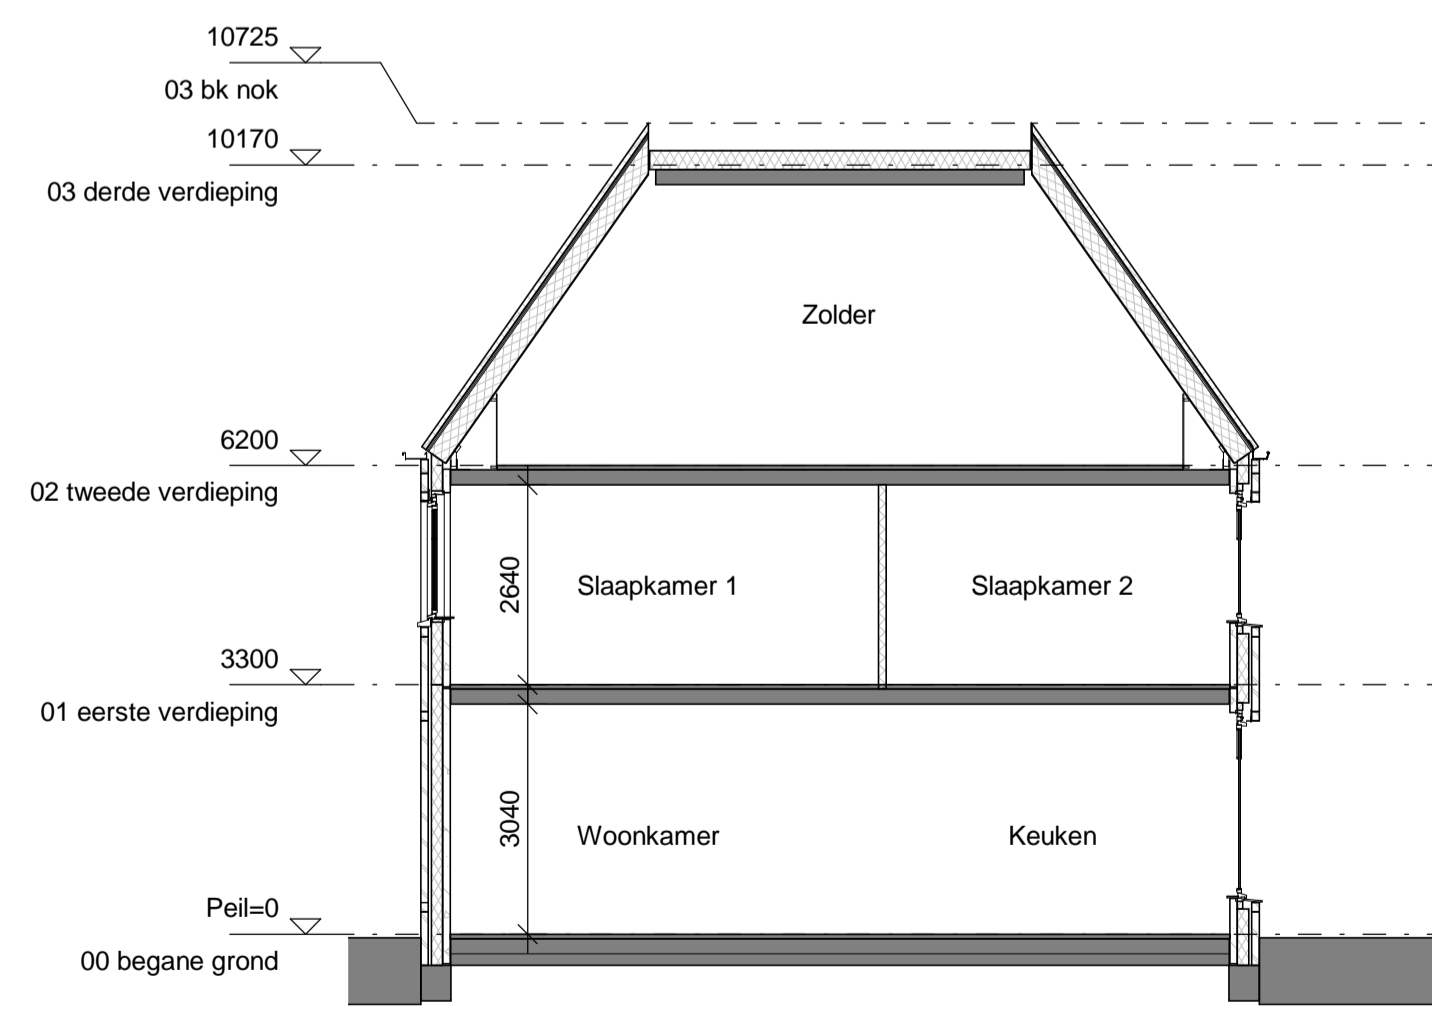 10725
03 bk nok
10170
03 derde verdieping
Zolder
6200
02 tweede verdieping
2640
Slaapkamer 1
Slaapkamer 2
3300
01 eerste verdieping
3040
Woonkamer
Keuken
Peil=0
00 begane grond